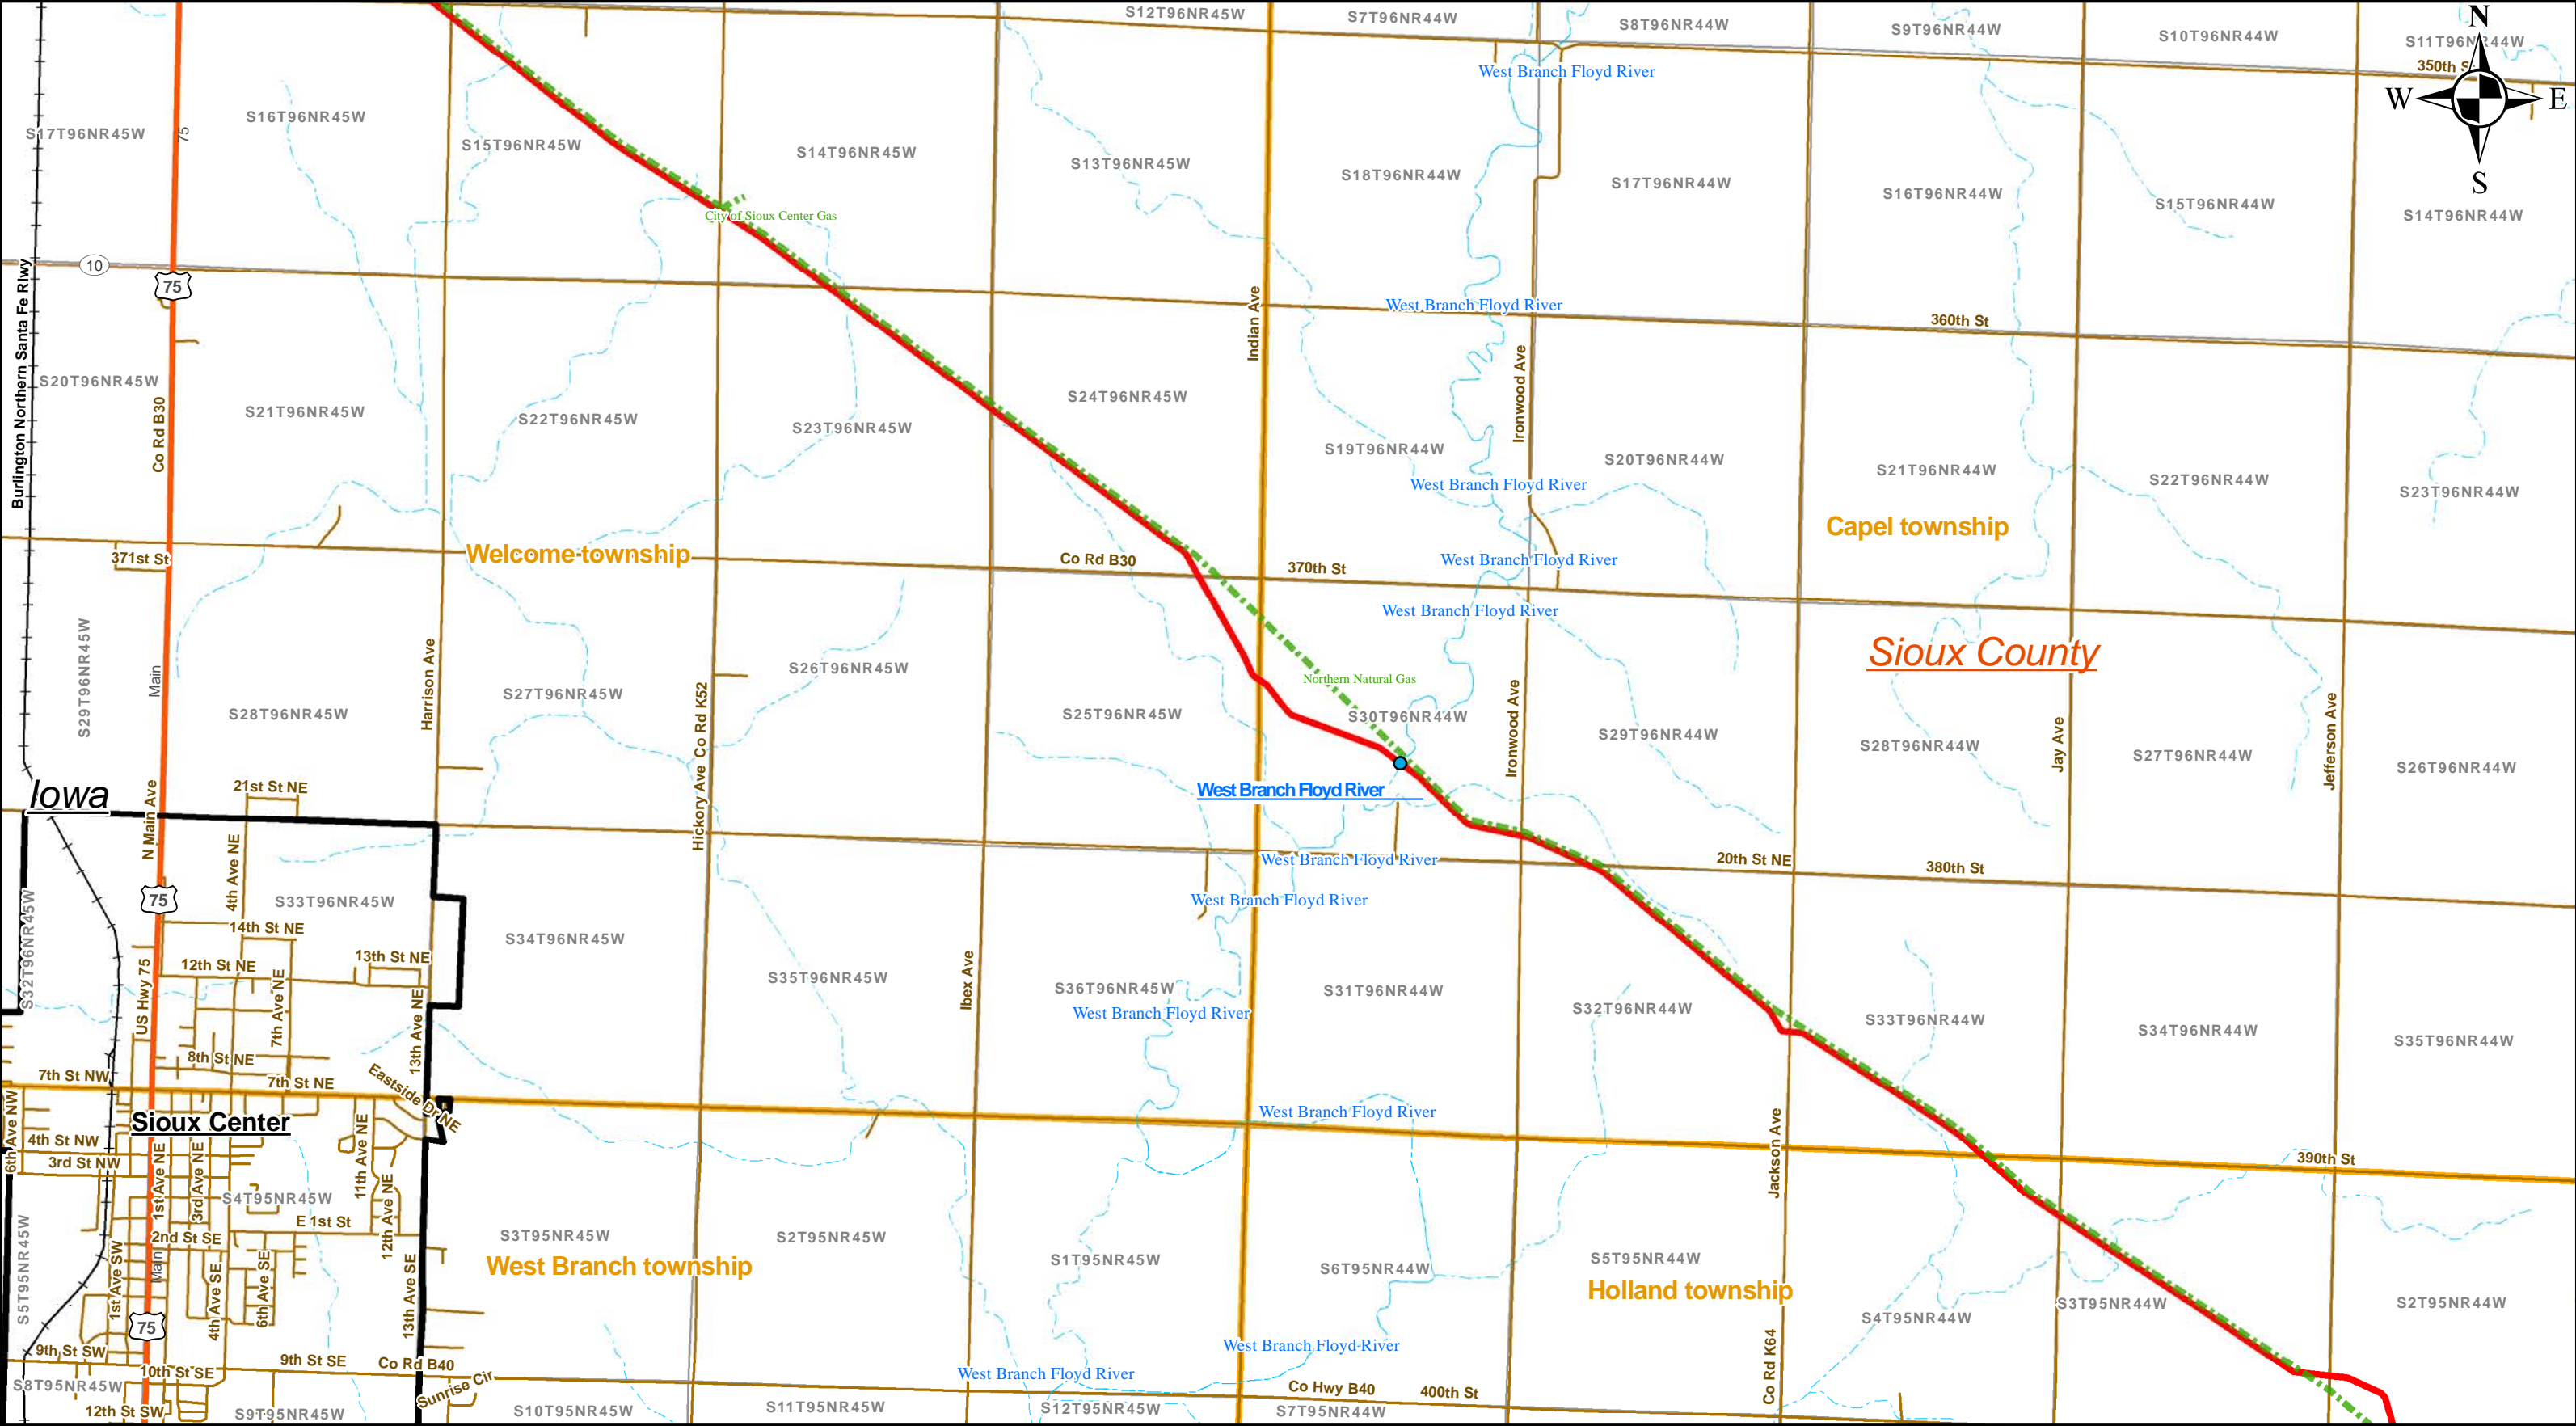 S12T96NR45W
S7T96NR44W
S8T96NR44W
S9T96NR44W
S10T96NR44W
S11T96NR44W
N
350th S
West Branch Floyd River
W
E
S
S17T96NR45W
75
S16T96NR45W
S15T96NR45W
S14T96NR45W
S13T96NR45W
S18T96NR44W
S17T96NR44W
S16T96NR44W
S15T96NR44W
S14T96NR44W
City of Sioux Center Gas
10
75
Burlington Northern Santa Fe Rlwy
Indian Ave
West Branch Floyd River
360th St
Ironwood Ave
S20T96NR45W
Co Rd B30
S21T96NR45W
S22T96NR45W
S23T96NR45W
S24T96NR45W
S19T96NR44W
S20T96NR44W
S21T96NR44W
S22T96NR44W
S23T96NR44W
West Branch Floyd River
Capel township
371st St
Welcome township
Co Rd B30
370th St
West Branch Floyd River
West Branch Floyd River
Sioux County
S29T96NR45W
Main
S28T96NR45W
Harrison Ave
S27T96NR45W
Hickory Ave Co Rd K52
S26T96NR45W
S25T96NR45W
Northern Natural Gas
S30T96NR44W
Ironwood Ave
S29T96NR44W
S28T96NR44W
Jay Ave
S27T96NR44W
Jefferson Ave
S26T96NR44W
Iowa
21st St NE
West Branch Floyd River
N Main Ave
4th Ave NE
West Branch Floyd River
20th St NE
380th St
75
S32T96NR45W
S33T96NR45W
West Branch Floyd River
14th St NE
S34T96NR45W
12th St NE
13th St NE
US Hwy 75
7th Ave NE
13th Ave NE
S35T96NR45W
Ibex Ave
S36T96NR45W
S31T96NR44W
S32T96NR44W
S33T96NR44W
S34T96NR44W
S35T96NR44W
West Branch Floyd River
8th St NE
7th St NW
7th St NE
Eastside Dr NE
6th Ave NW
Sioux Center
West Branch Floyd River
4th St NW
3rd St NW
Jackson Ave
390th St
1st Ave NE
3rd Ave NE
11th Ave NE
12th Ave NE
S4T95NR45W
E 1st St
S5T95NR45W
2nd St SE
Main
1st Ave SW
4th Ave SE
6th Ave SE
13th Ave SE
S3T95NR45W
S2T95NR45W
S1T95NR45W
S6T95NR44W
S5T95NR44W
West Branch township
Holland township
S4T95NR44W
S3T95NR44W
S2T95NR44W
75
West Branch Floyd River
9th St SW
9th St SE
Co Rd B40
10th St SE
West Branch Floyd River
Co Rd K64
S8T95NR45W
Sunrise Cir
Co Hwy B40
400th St
12th St SW
S9T95NR45W
S10T95NR45W
S11T95NR45W
S12T95NR45W
S7T95NR44W